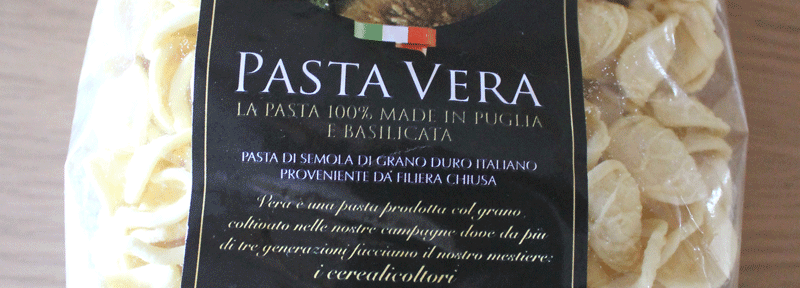 PASTA VERA
LA PASTA 100% MADE IN PUGLIA
E BASILICATA
PASTA DI SEMOLA DI GRANO DURO ITALIANO
PROVENIENTE DA FILIERA CHIUSA
Vera è una pasta prodotta col grano
coltivato nelle nostre campagne dove da più
di tre generazioni facciamo il nostro mestiere:
i cerealicoltori